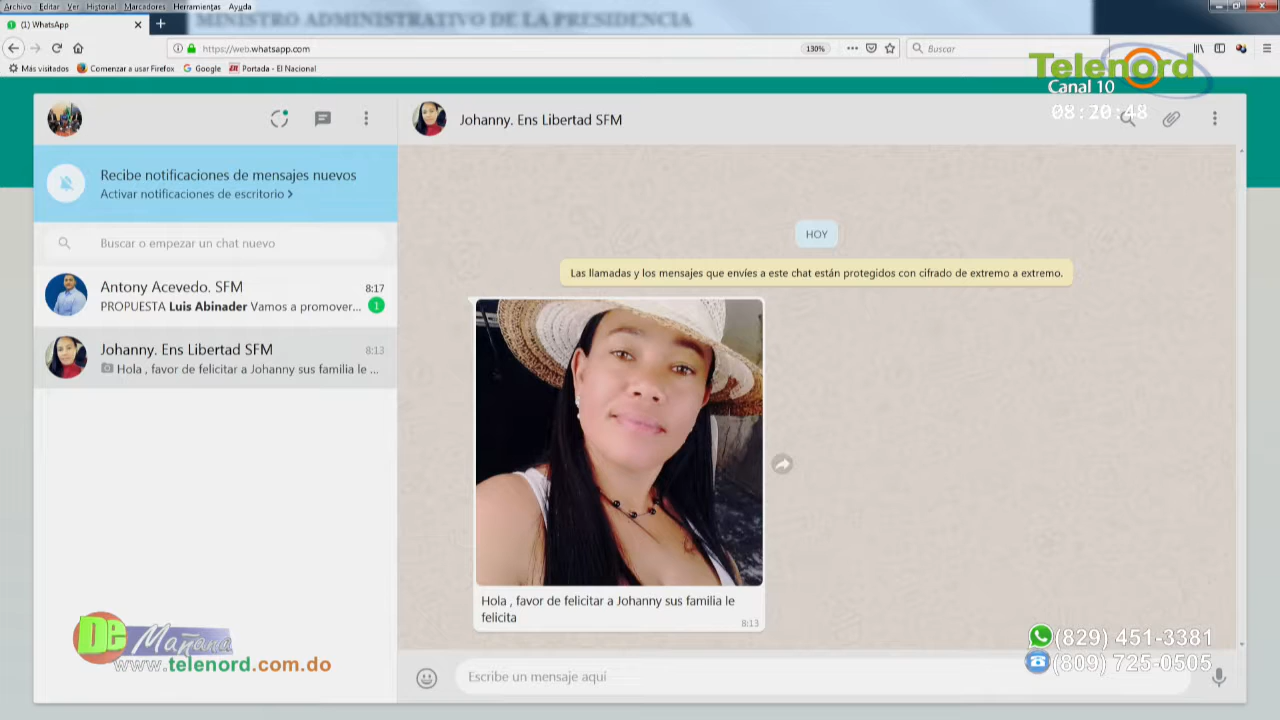 Archivo Editar Ver Historial Marcadores Herramientas Ayuda
MINISTRO ADMINISTRATIVO DE LA PRESIDENCIA
(1) WhatsApp
https://web.whatsapp.com
130%
Buscar
Más visitados Comenzar a usar Firefox Google Portada - El Nacional
Telenord
Canal 10
08:20:48
Johanny. Ens Libertad SFM
Recibe notificaciones de mensajes nuevos
Activar notificaciones de escritorio >
Buscar o empezar un chat nuevo
Antony Acevedo. SFM 8:17
PROPUESTA Luis Abinader Vamos a promover... 1
Johanny. Ens Libertad SFM 8:13
Hola , favor de felicitar a Johanny sus familia le ...
HOY
Las llamadas y los mensajes que envíes a este chat están protegidos con cifrado de extremo a extremo.
Hola , favor de felicitar a Johanny sus familia le
felicita
8:13
Escribe un mensaje aquí
De Mañana
www.telenord.com.do
(829) 451-3381
(809) 725-0505